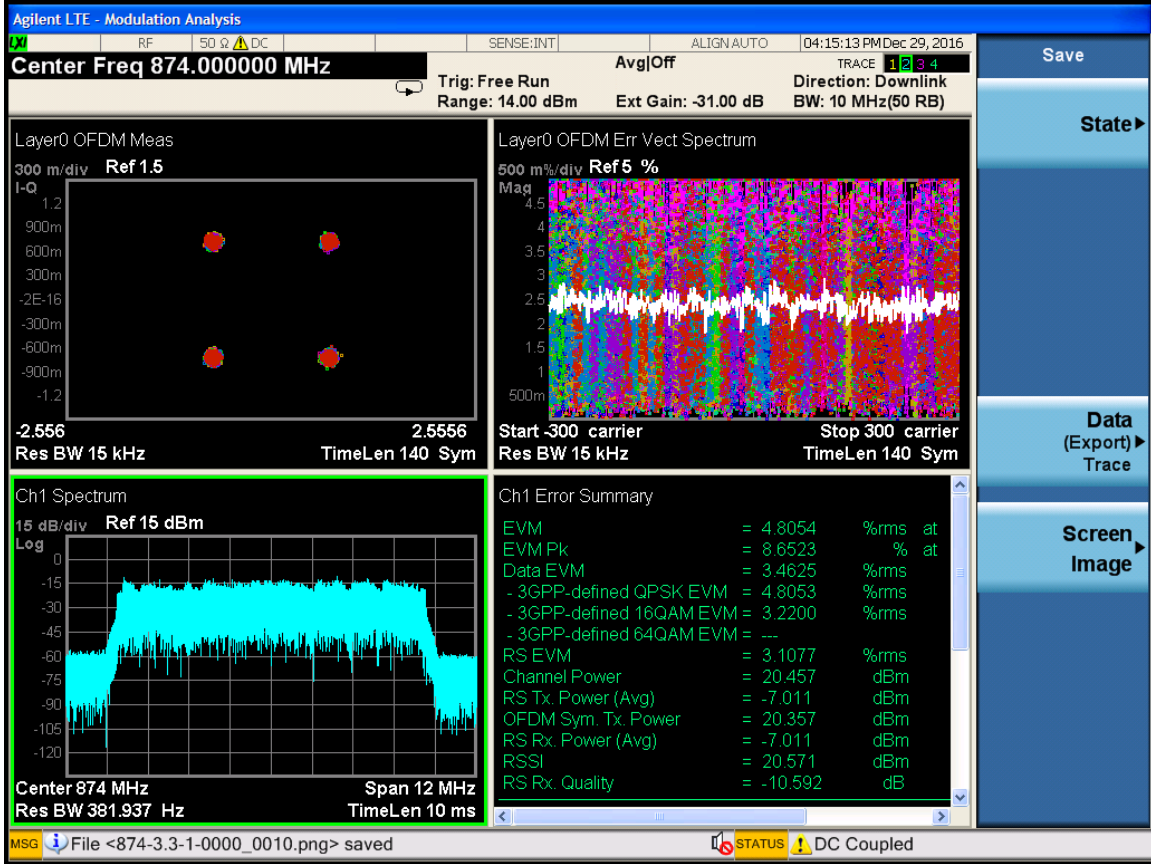 Agilent LTE - Modulation Analysis
LXI RF 50 Ω DC SENSE:INT ALIGN AUTO 04:15:13 PM Dec 29, 2016
Center Freq 874.000000 MHz
Avg|Off
TRACE 1 2 3 4
Trig: Free Run Direction: Downlink
Range: 14.00 dBm Ext Gain: -31.00 dB BW: 10 MHz(50 RB)
Save
State
Data
(Export)
Trace
Screen
Image
Layer0 OFDM Meas
300 m/div Ref 1.5
I-Q
1.2
900m
600m
300m
-2E-16
-300m
-600m
-900m
-1.2
-2.556 2.5556
Res BW 15 kHz TimeLen 140 Sym
Layer0 OFDM Err Vect Spectrum
500 m%/div Ref 5 %
Mag
4.5
4
3.5
3
2.5
2
1.5
1
500m
Start -300 carrier Stop 300 carrier
Res BW 15 kHz TimeLen 140 Sym
Ch1 Spectrum
15 dB/div Ref 15 dBm
Log
0
-15
-30
-45
-60
-75
-90
-105
-120
Center 874 MHz Span 12 MHz
Res BW 381.937 Hz TimeLen 10 ms
Ch1 Error Summary
EVM = 4.8054 %rms at
EVM Pk = 8.6523 % at
Data EVM = 3.4625 %rms
- 3GPP-defined QPSK EVM = 4.8053 %rms
- 3GPP-defined 16QAM EVM = 3.2200 %rms
- 3GPP-defined 64QAM EVM = ---
RS EVM = 3.1077 %rms
Channel Power = 20.457 dBm
RS Tx. Power (Avg) = -7.011 dBm
OFDM Sym. Tx. Power = 20.357 dBm
RS Rx. Power (Avg) = -7.011 dBm
RSSI = 20.571 dBm
RS Rx. Quality = -10.592 dB
MSG File <874-3.3-1-0000_0010.png> saved STATUS DC Coupled